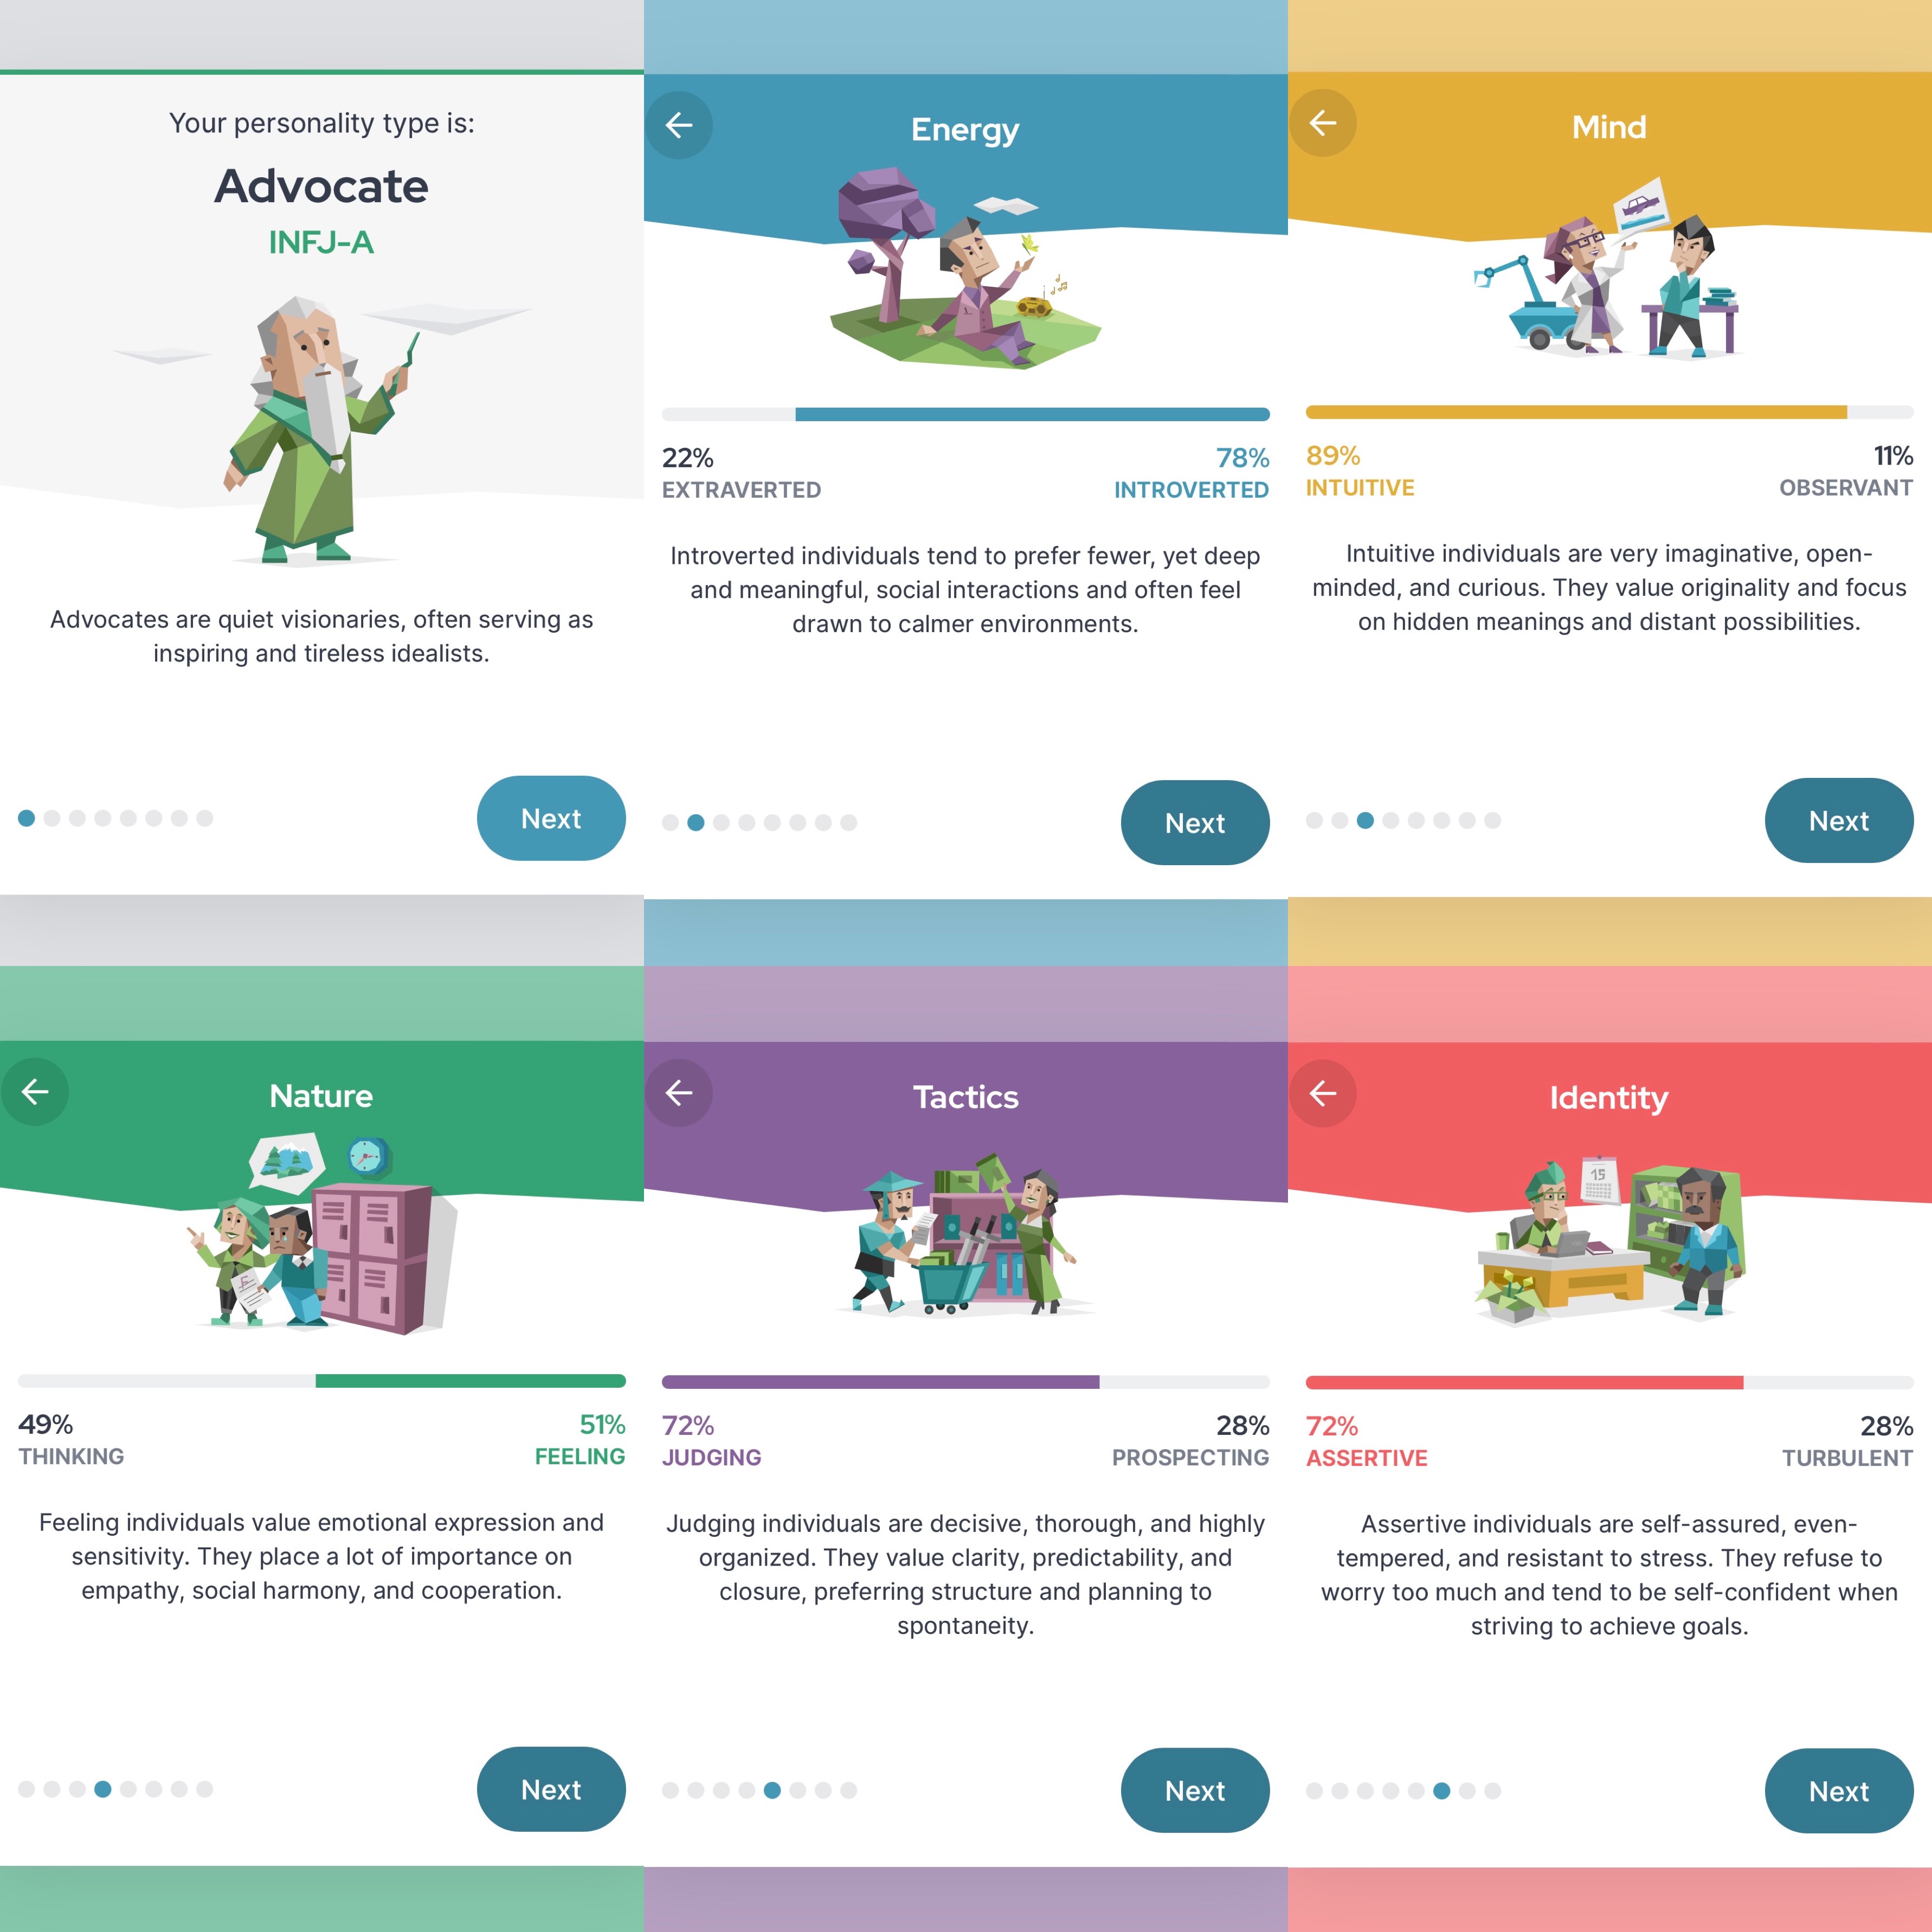 Your personality type is:
Advocate
INFJ-A
Advocates are quiet visionaries, often serving as
inspiring and tireless idealists.
Next
Energy
22%
EXTRAVERTED
78%
INTROVERTED
Introverted individuals tend to prefer fewer, yet deep
and meaningful, social interactions and often feel
drawn to calmer environments.
Next
Mind
89%
INTUITIVE
11%
OBSERVANT
Intuitive individuals are very imaginative, open-
minded, and curious. They value originality and focus
on hidden meanings and distant possibilities.
Next
Nature
F
49%
THINKING
51%
FEELING
Feeling individuals value emotional expression and
sensitivity. They place a lot of importance on
empathy, social harmony, and cooperation.
Next
Tactics
72%
JUDGING
28%
PROSPECTING
Judging individuals are decisive, thorough, and highly
organized. They value clarity, predictability, and
closure, preferring structure and planning to
spontaneity.
Next
Identity
15
72%
ASSERTIVE
28%
TURBULENT
Assertive individuals are self-assured, even-
tempered, and resistant to stress. They refuse to
worry too much and tend to be self-confident when
striving to achieve goals.
Next